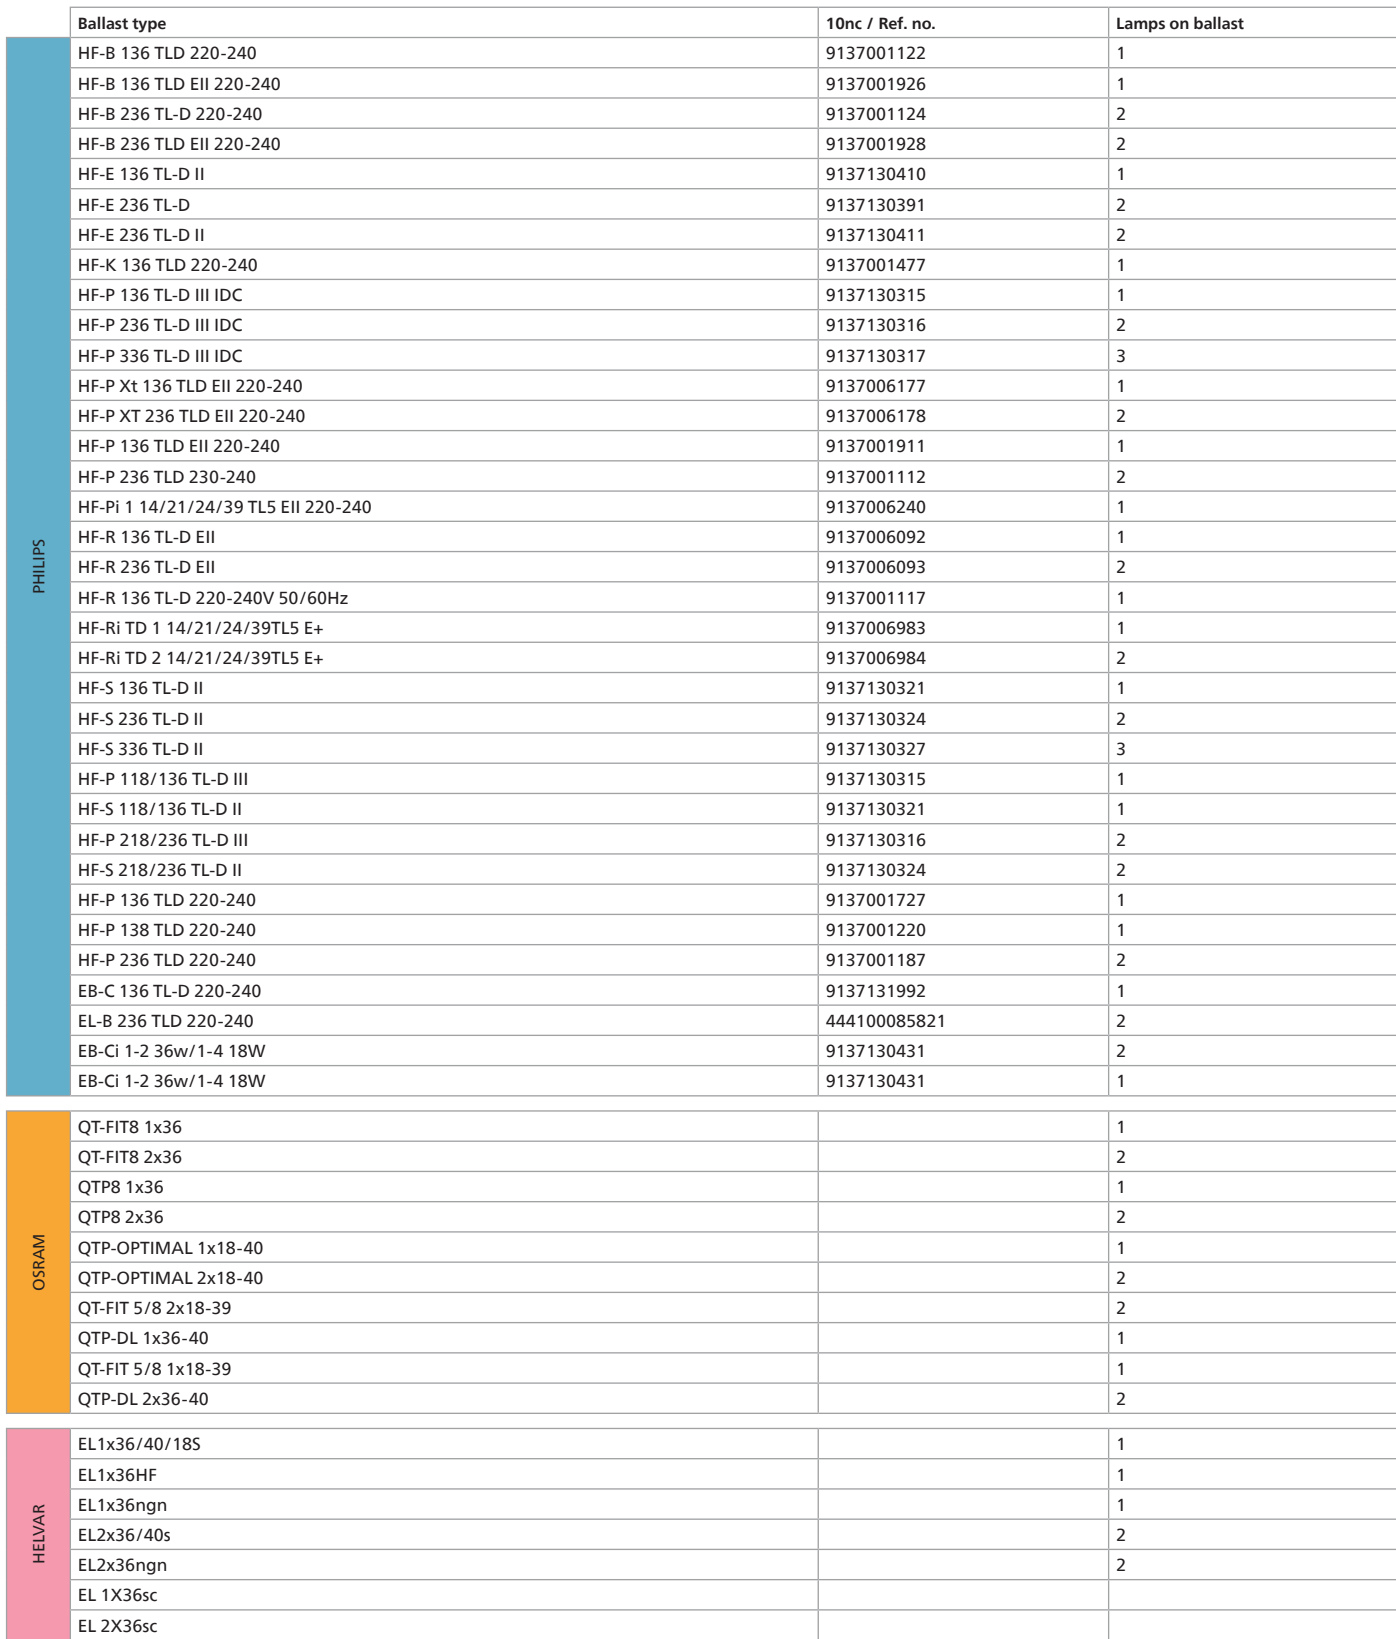 Ballast type 10nc / Ref. no. Lamps on ballast
PHILIPS
HF-B 136 TLD 220-240 9137001122 1
HF-B 136 TLD EII 220-240 9137001926 1
HF-B 236 TL-D 220-240 9137001124 2
HF-B 236 TLD EII 220-240 9137001928 2
HF-E 136 TL-D II 9137130410 1
HF-E 236 TL-D 9137130391 2
HF-E 236 TL-D II 9137130411 2
HF-K 136 TLD 220-240 9137001477 1
HF-P 136 TL-D III IDC 9137130315 1
HF-P 236 TL-D III IDC 9137130316 2
HF-P 336 TL-D III IDC 9137130317 3
HF-P Xt 136 TLD EII 220-240 9137006177 1
HF-P XT 236 TLD EII 220-240 9137006178 2
HF-P 136 TLD EII 220-240 9137001911 1
HF-P 236 TLD 230-240 9137001112 2
HF-Pi 1 14/21/24/39 TL5 EII 220-240 9137006240 1
HF-R 136 TL-D EII 9137006092 1
HF-R 236 TL-D EII 9137006093 2
HF-R 136 TL-D 220-240V 50/60Hz 9137001117 1
HF-Ri TD 1 14/21/24/39TL5 E+ 9137006983 1
HF-Ri TD 2 14/21/24/39TL5 E+ 9137006984 2
HF-S 136 TL-D II 9137130321 1
HF-S 236 TL-D II 9137130324 2
HF-S 336 TL-D II 9137130327 3
HF-P 118/136 TL-D III 9137130315 1
HF-S 118/136 TL-D II 9137130321 1
HF-P 218/236 TL-D III 9137130316 2
HF-S 218/236 TL-D II 9137130324 2
HF-P 136 TLD 220-240 9137001727 1
HF-P 138 TLD 220-240 9137001220 1
HF-P 236 TLD 220-240 9137001187 2
EB-C 136 TL-D 220-240 9137131992 1
EL-B 236 TLD 220-240 444100085821 2
EB-Ci 1-2 36w/1-4 18W 9137130431 2
EB-Ci 1-2 36w/1-4 18W 9137130431 1
OSRAM
QT-FIT8 1x36 1
QT-FIT8 2x36 2
QTP8 1x36 1
QTP8 2x36 2
QTP-OPTIMAL 1x18-40 1
QTP-OPTIMAL 2x18-40 2
QT-FIT 5/8 2x18-39 2
QTP-DL 1x36-40 1
QT-FIT 5/8 1x18-39 1
QTP-DL 2x36-40 2
HELVAR
EL1x36/40/18S 1
EL1x36HF 1
EL1x36ngn 1
EL2x36/40s 2
EL2x36ngn 2
EL 1X36sc
EL 2X36sc